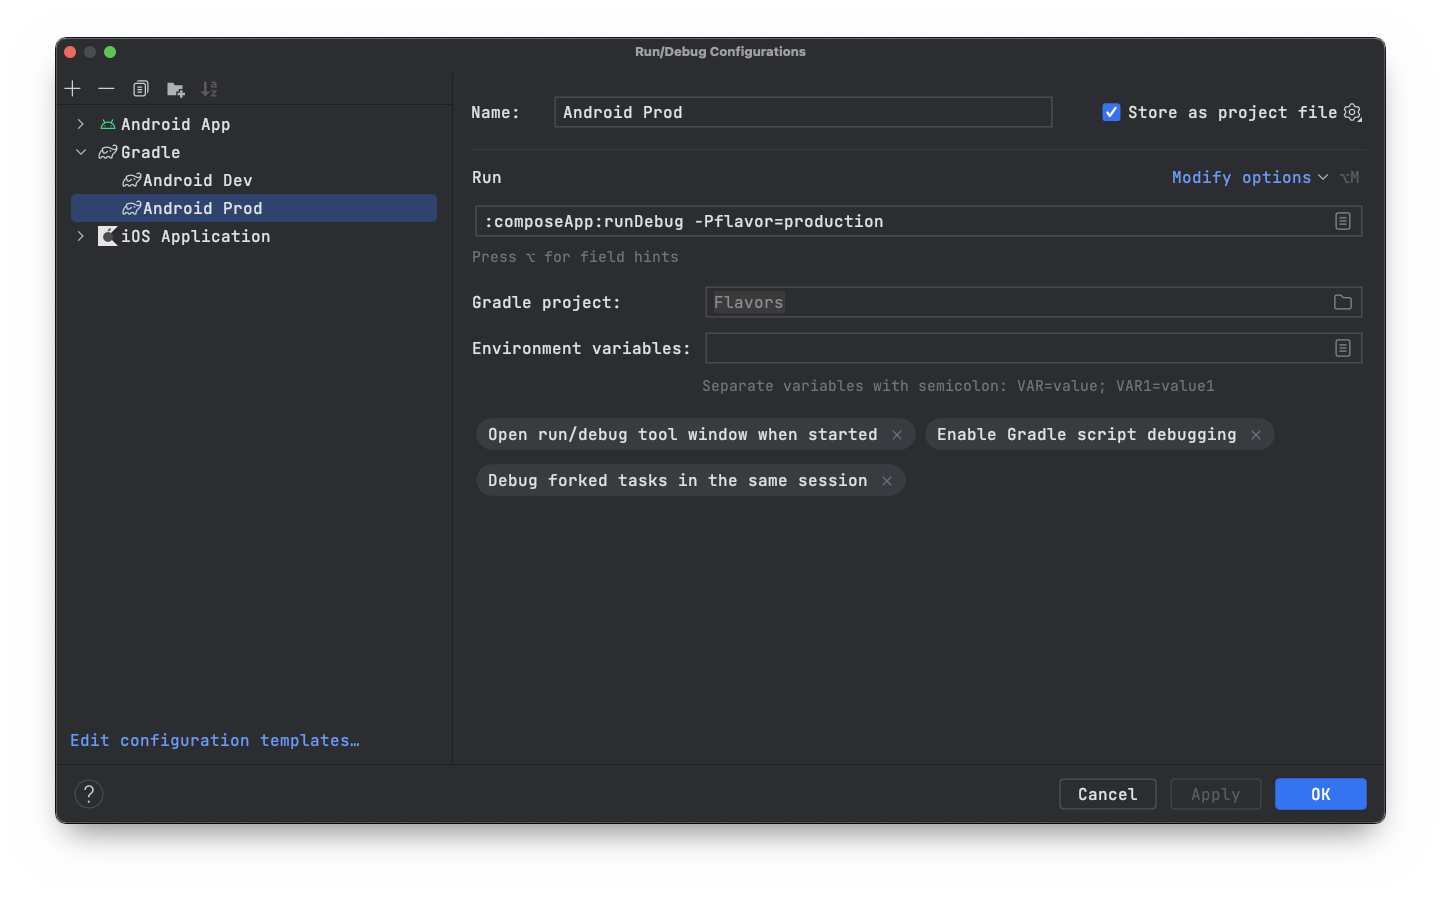 Run/Debug Configurations
Android App
Gradle
Android Dev
Android Prod
iOS Application
Edit configuration templates…
Name: Android Prod Store as project file
Run Modify options ⌥M
:composeApp:runDebug -Pflavor=production
Press ⌥ for field hints
Gradle project: Flavors
Environment variables:
Separate variables with semicolon: VAR=value; VAR1=value1
Open run/debug tool window when started × Enable Gradle script debugging ×
Debug forked tasks in the same session ×
? Cancel Apply OK